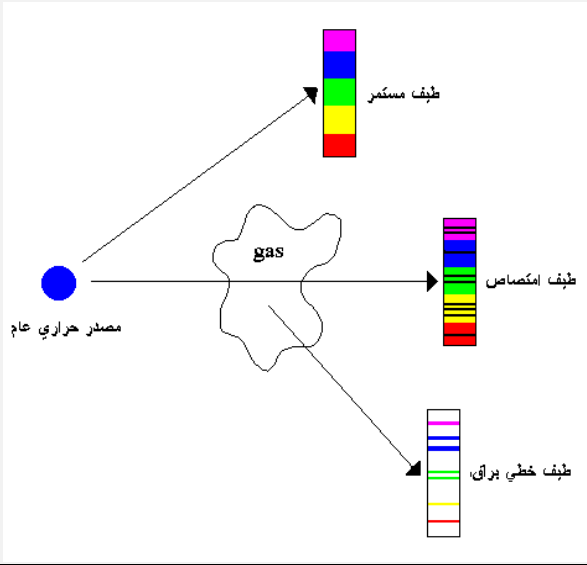 طيف مستمر
gas
طيف امتصاص
مصدر حراري عام
طيف خطي براق،